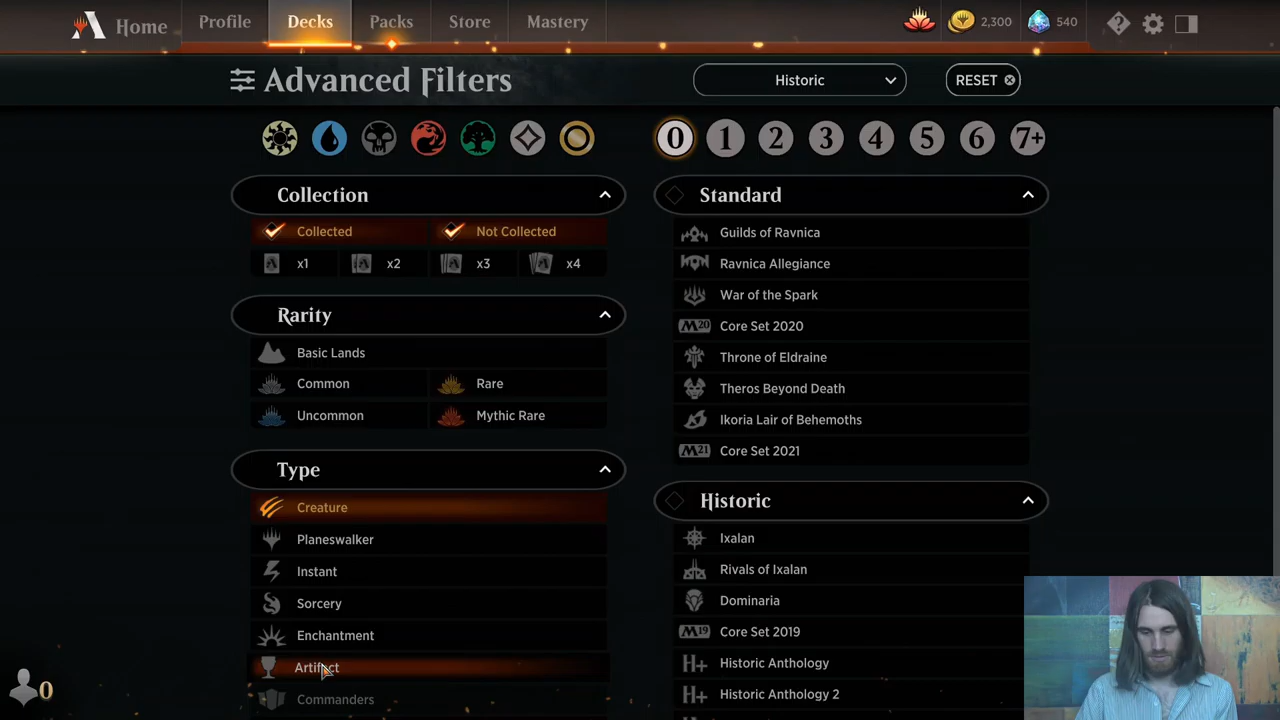 Home Profile Decks Packs Store Mastery 2,300 540
Advanced Filters Historic RESET
0 1 2 3 4 5 6 7+
Collection
Collected Not Collected
x1 x2 x3 x4
Rarity
Basic Lands
Common Rare
Uncommon Mythic Rare
Type
Creature
Planeswalker
Instant
Sorcery
Enchantment
Artifact
Commanders
Standard
Guilds of Ravnica
Ravnica Allegiance
War of the Spark
M20 Core Set 2020
Throne of Eldraine
Theros Beyond Death
Ikoria Lair of Behemoths
M21 Core Set 2021
Historic
Ixalan
Rivals of Ixalan
Dominaria
M19 Core Set 2019
H+ Historic Anthology
H+ Historic Anthology 2
0